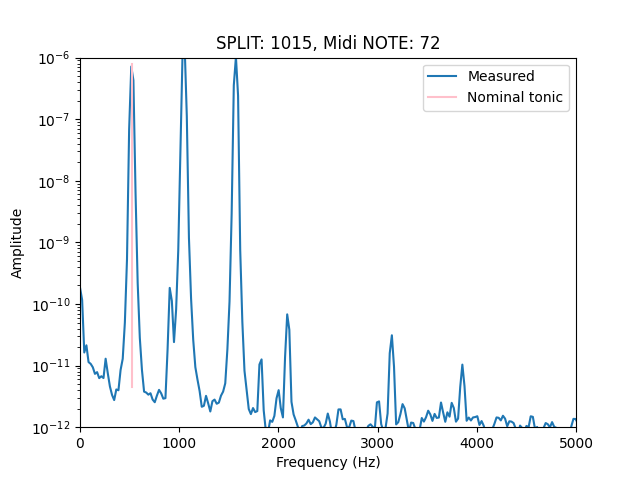 SPLIT: 1015, Midi NOTE: 72
Measured
Nominal tonic
Amplitude
10⁻⁶
10⁻⁷
10⁻⁸
10⁻⁹
10⁻¹⁰
10⁻¹¹
10⁻¹²
0 1000 2000 3000 4000 5000
Frequency (Hz)